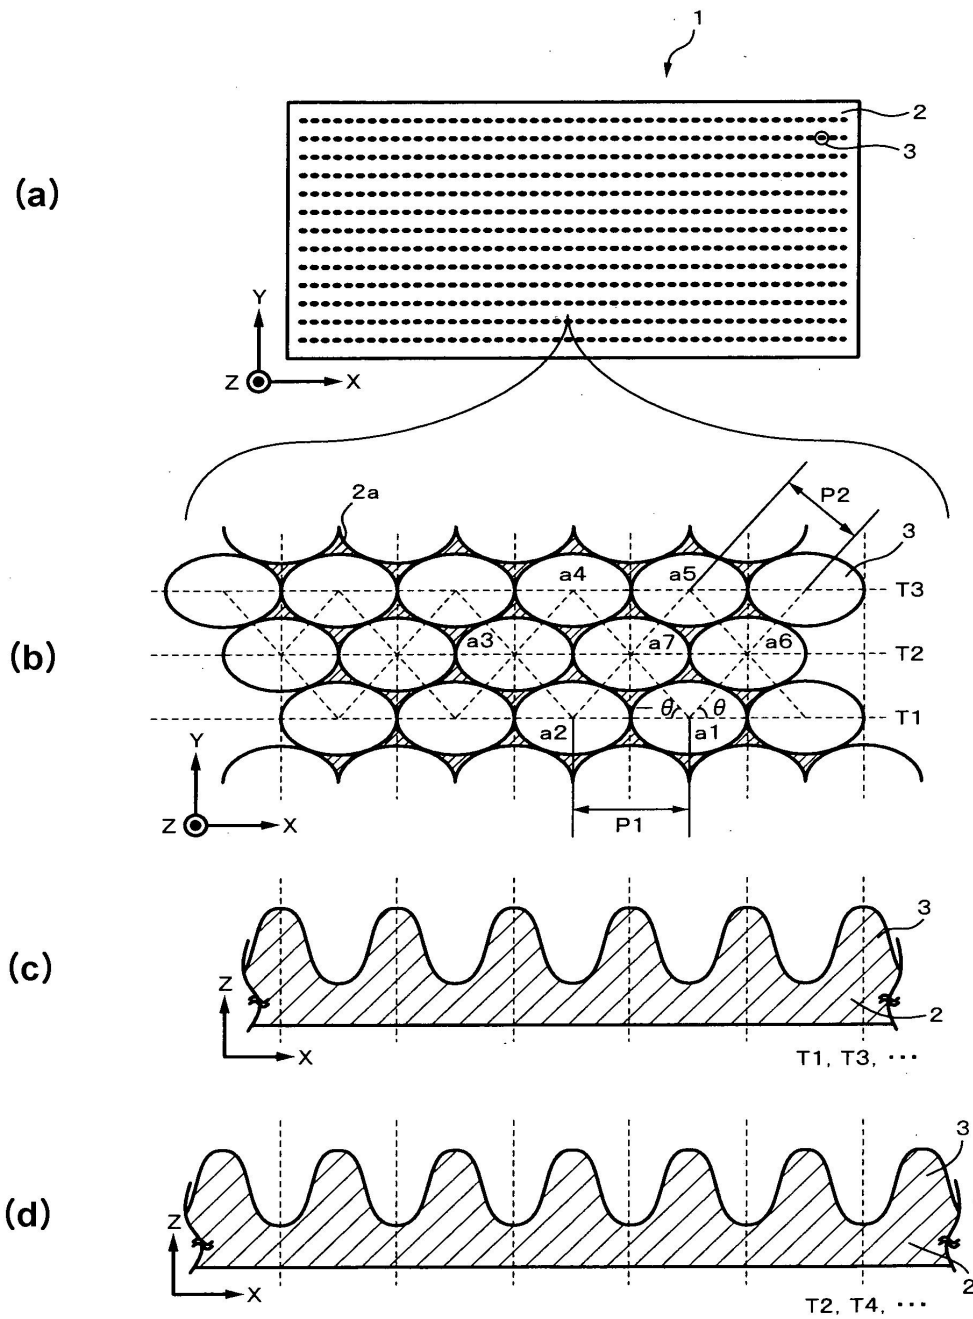 1
2
3
(a)
Y
Z X
2a
P2
3
a4 a5
T3
(b)
a3 a7 a6
T2
θ θ
T1
a2 a1
Y
Z X
P1
3
(c)
Z
2
X
T1, T3, ···
3
(d)
Z
2
X
T2, T4, ···